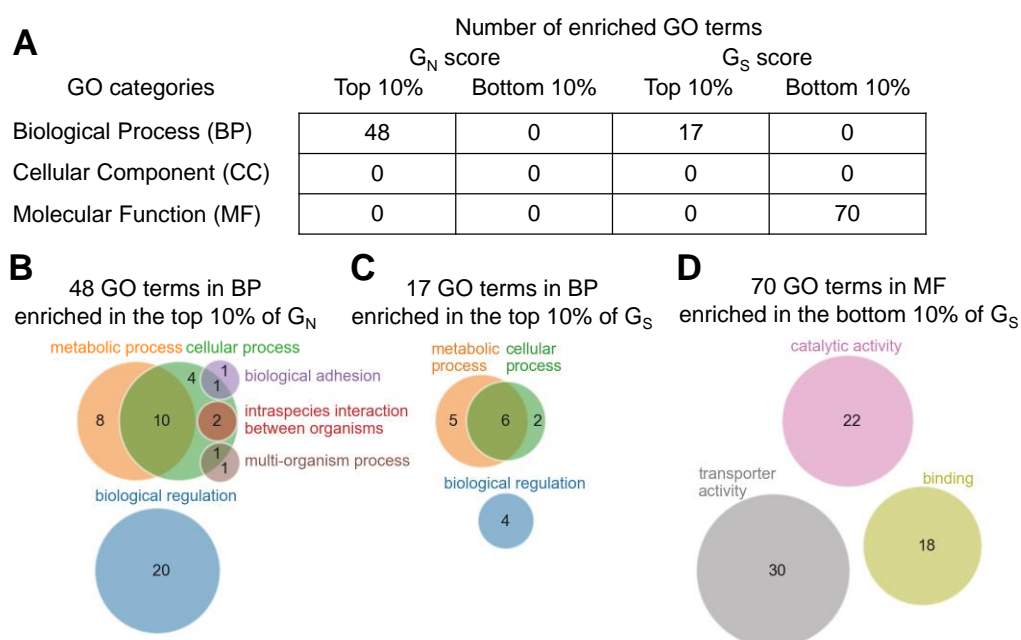 A
Number of enriched GO terms
G_N score G_S score
GO categories Top 10% Bottom 10% Top 10% Bottom 10%
Biological Process (BP) 48 0 17 0
Cellular Component (CC) 0 0 0 0
Molecular Function (MF) 0 0 0 70
B
48 GO terms in BP
enriched in the top 10% of G_N
metabolic process cellular process
8 10 4 1 1
biological adhesion
2
intraspecies interaction
between organisms
1 1
multi-organism process
biological regulation
20
C
17 GO terms in BP
enriched in the top 10% of G_S
metabolic
process
cellular
process
5 6 2
biological regulation
4
D
70 GO terms in MF
enriched in the bottom 10% of G_S
catalytic activity
22
transporter
activity
30
binding
18